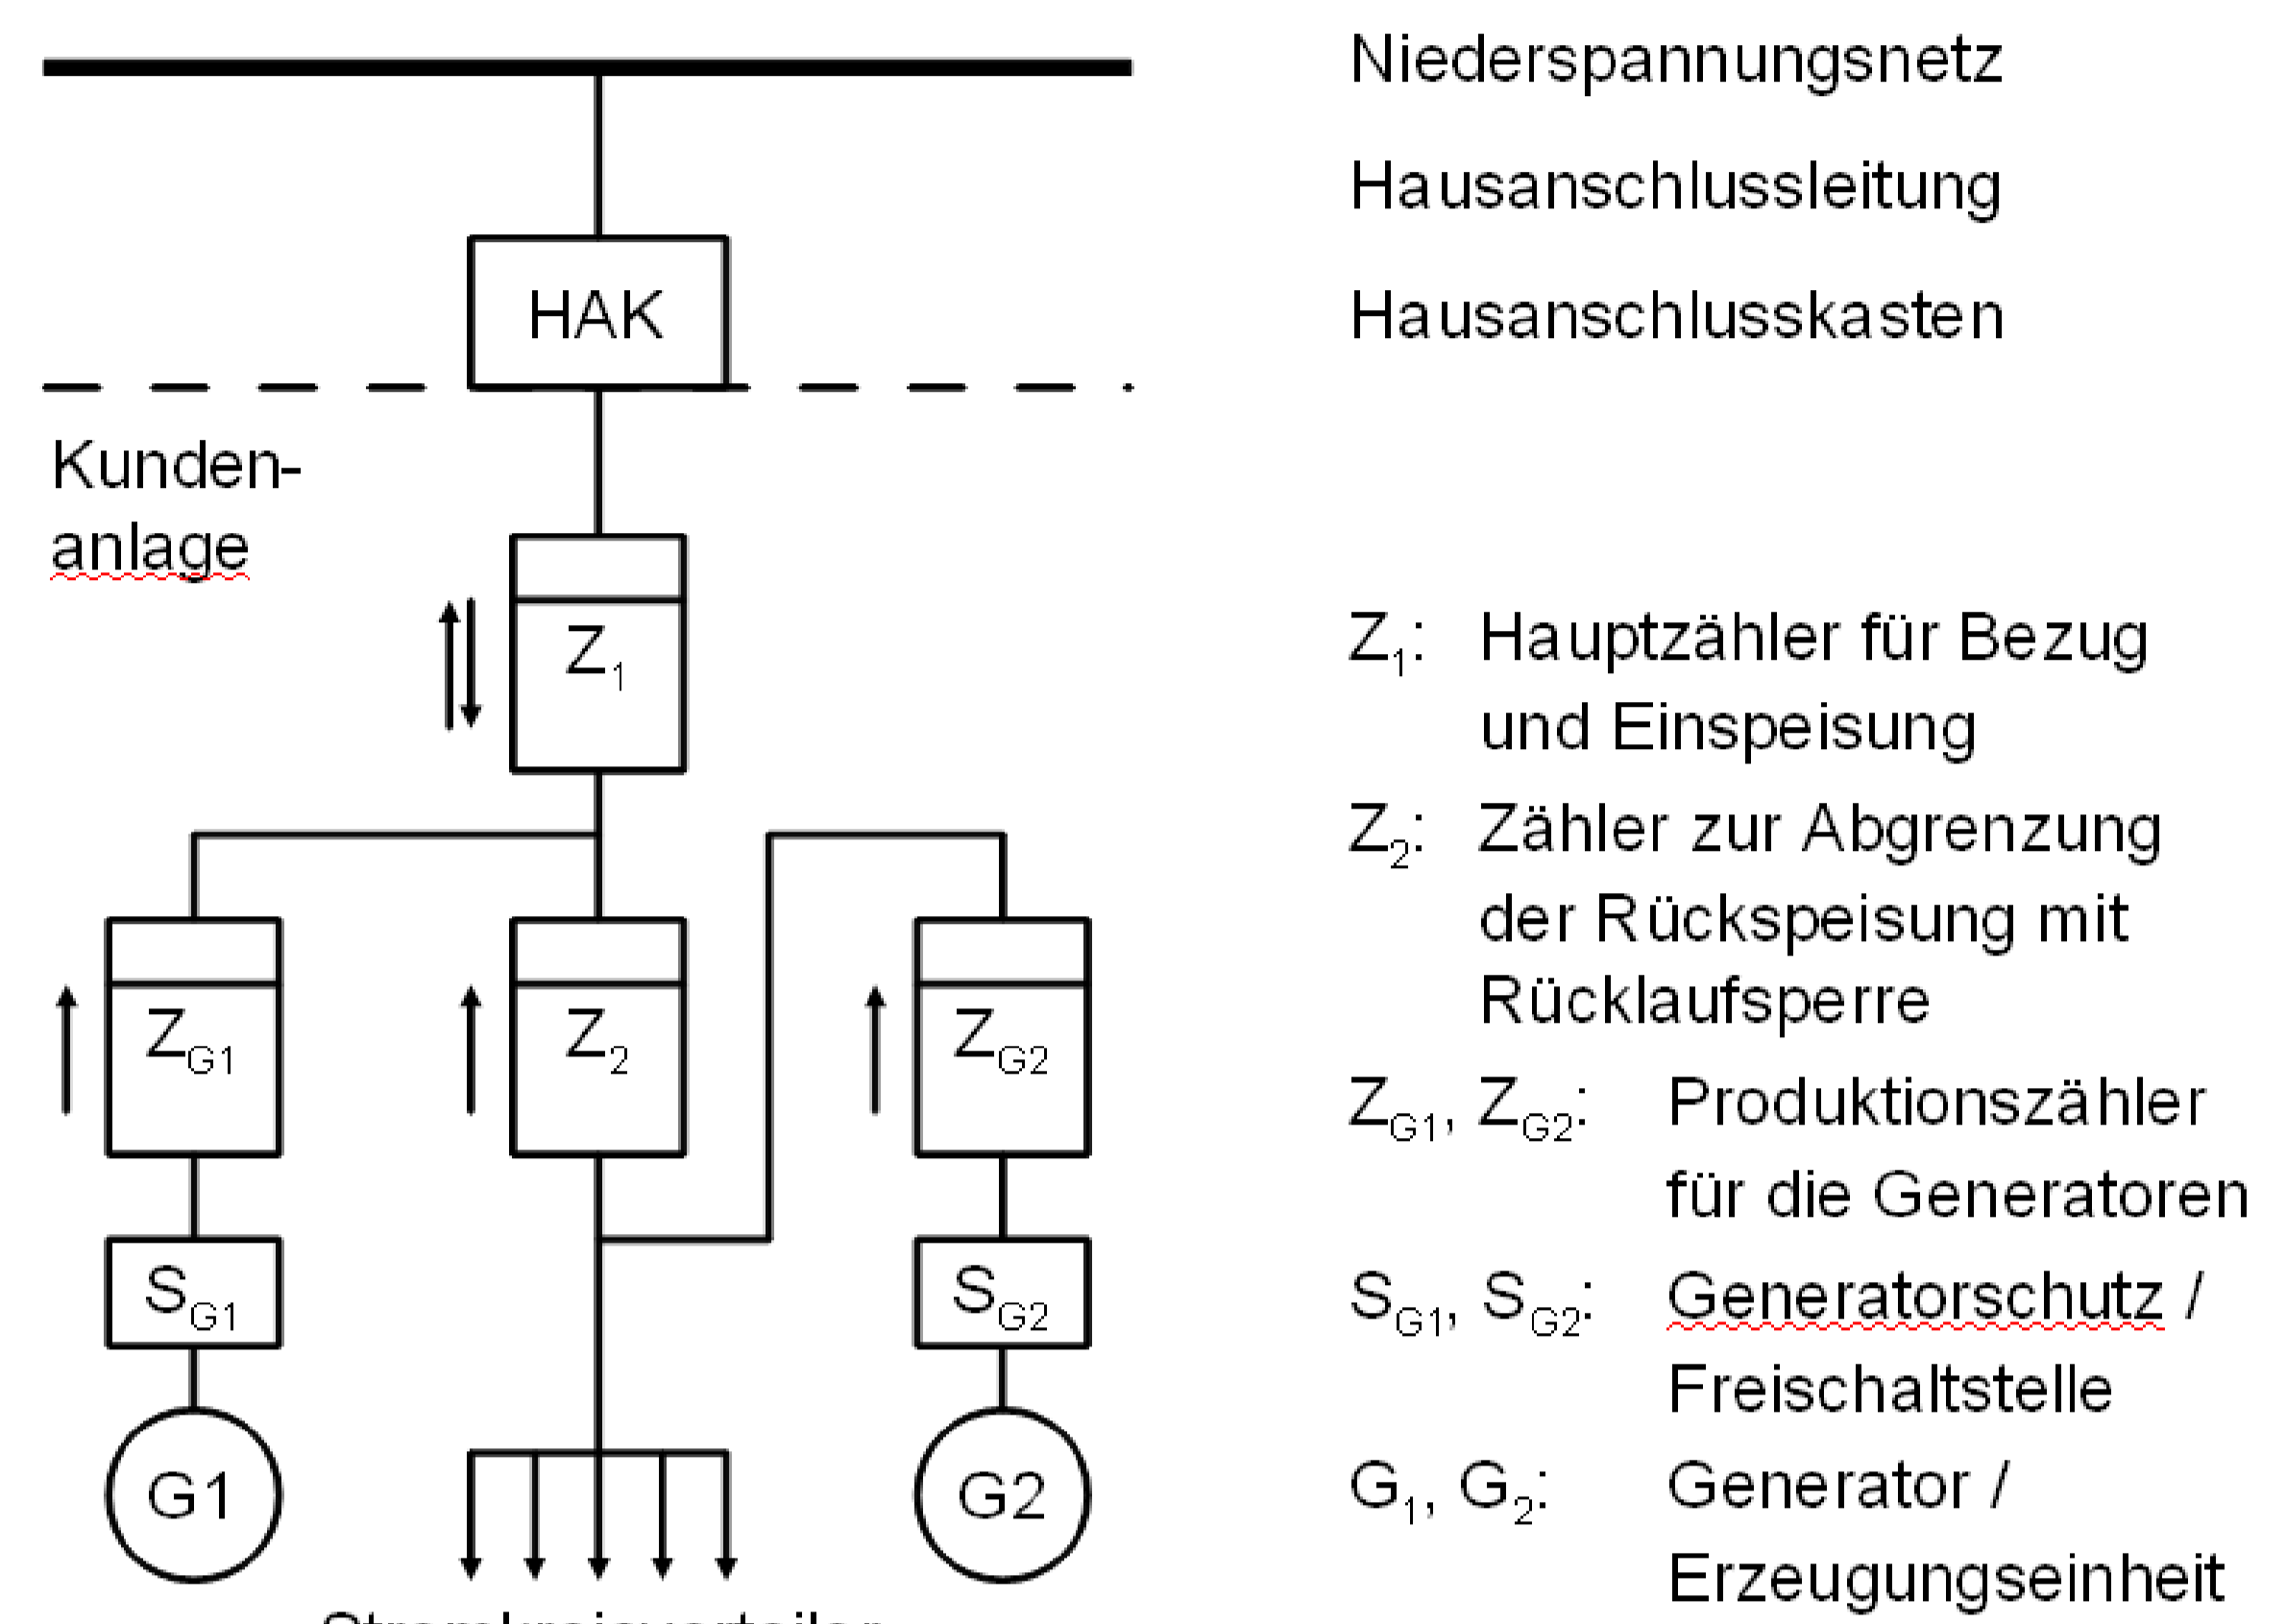 Niederspannungsnetz
Hausanschlussleitung
HAK
Hausanschlusskasten
Kunden-
anlage
Z1
Z1: Hauptzähler für Bezug
und Einspeisung
Z2: Zähler zur Abgrenzung
der Rückspeisung mit
Rücklaufsperre
ZG1 Z2 ZG2
ZG1, ZG2: Produktionszähler
für die Generatoren
SG1 SG2
SG1, SG2: Generatorschutz /
Freischaltstelle
G1 G2
G1, G2: Generator /
Erzeugungseinheit